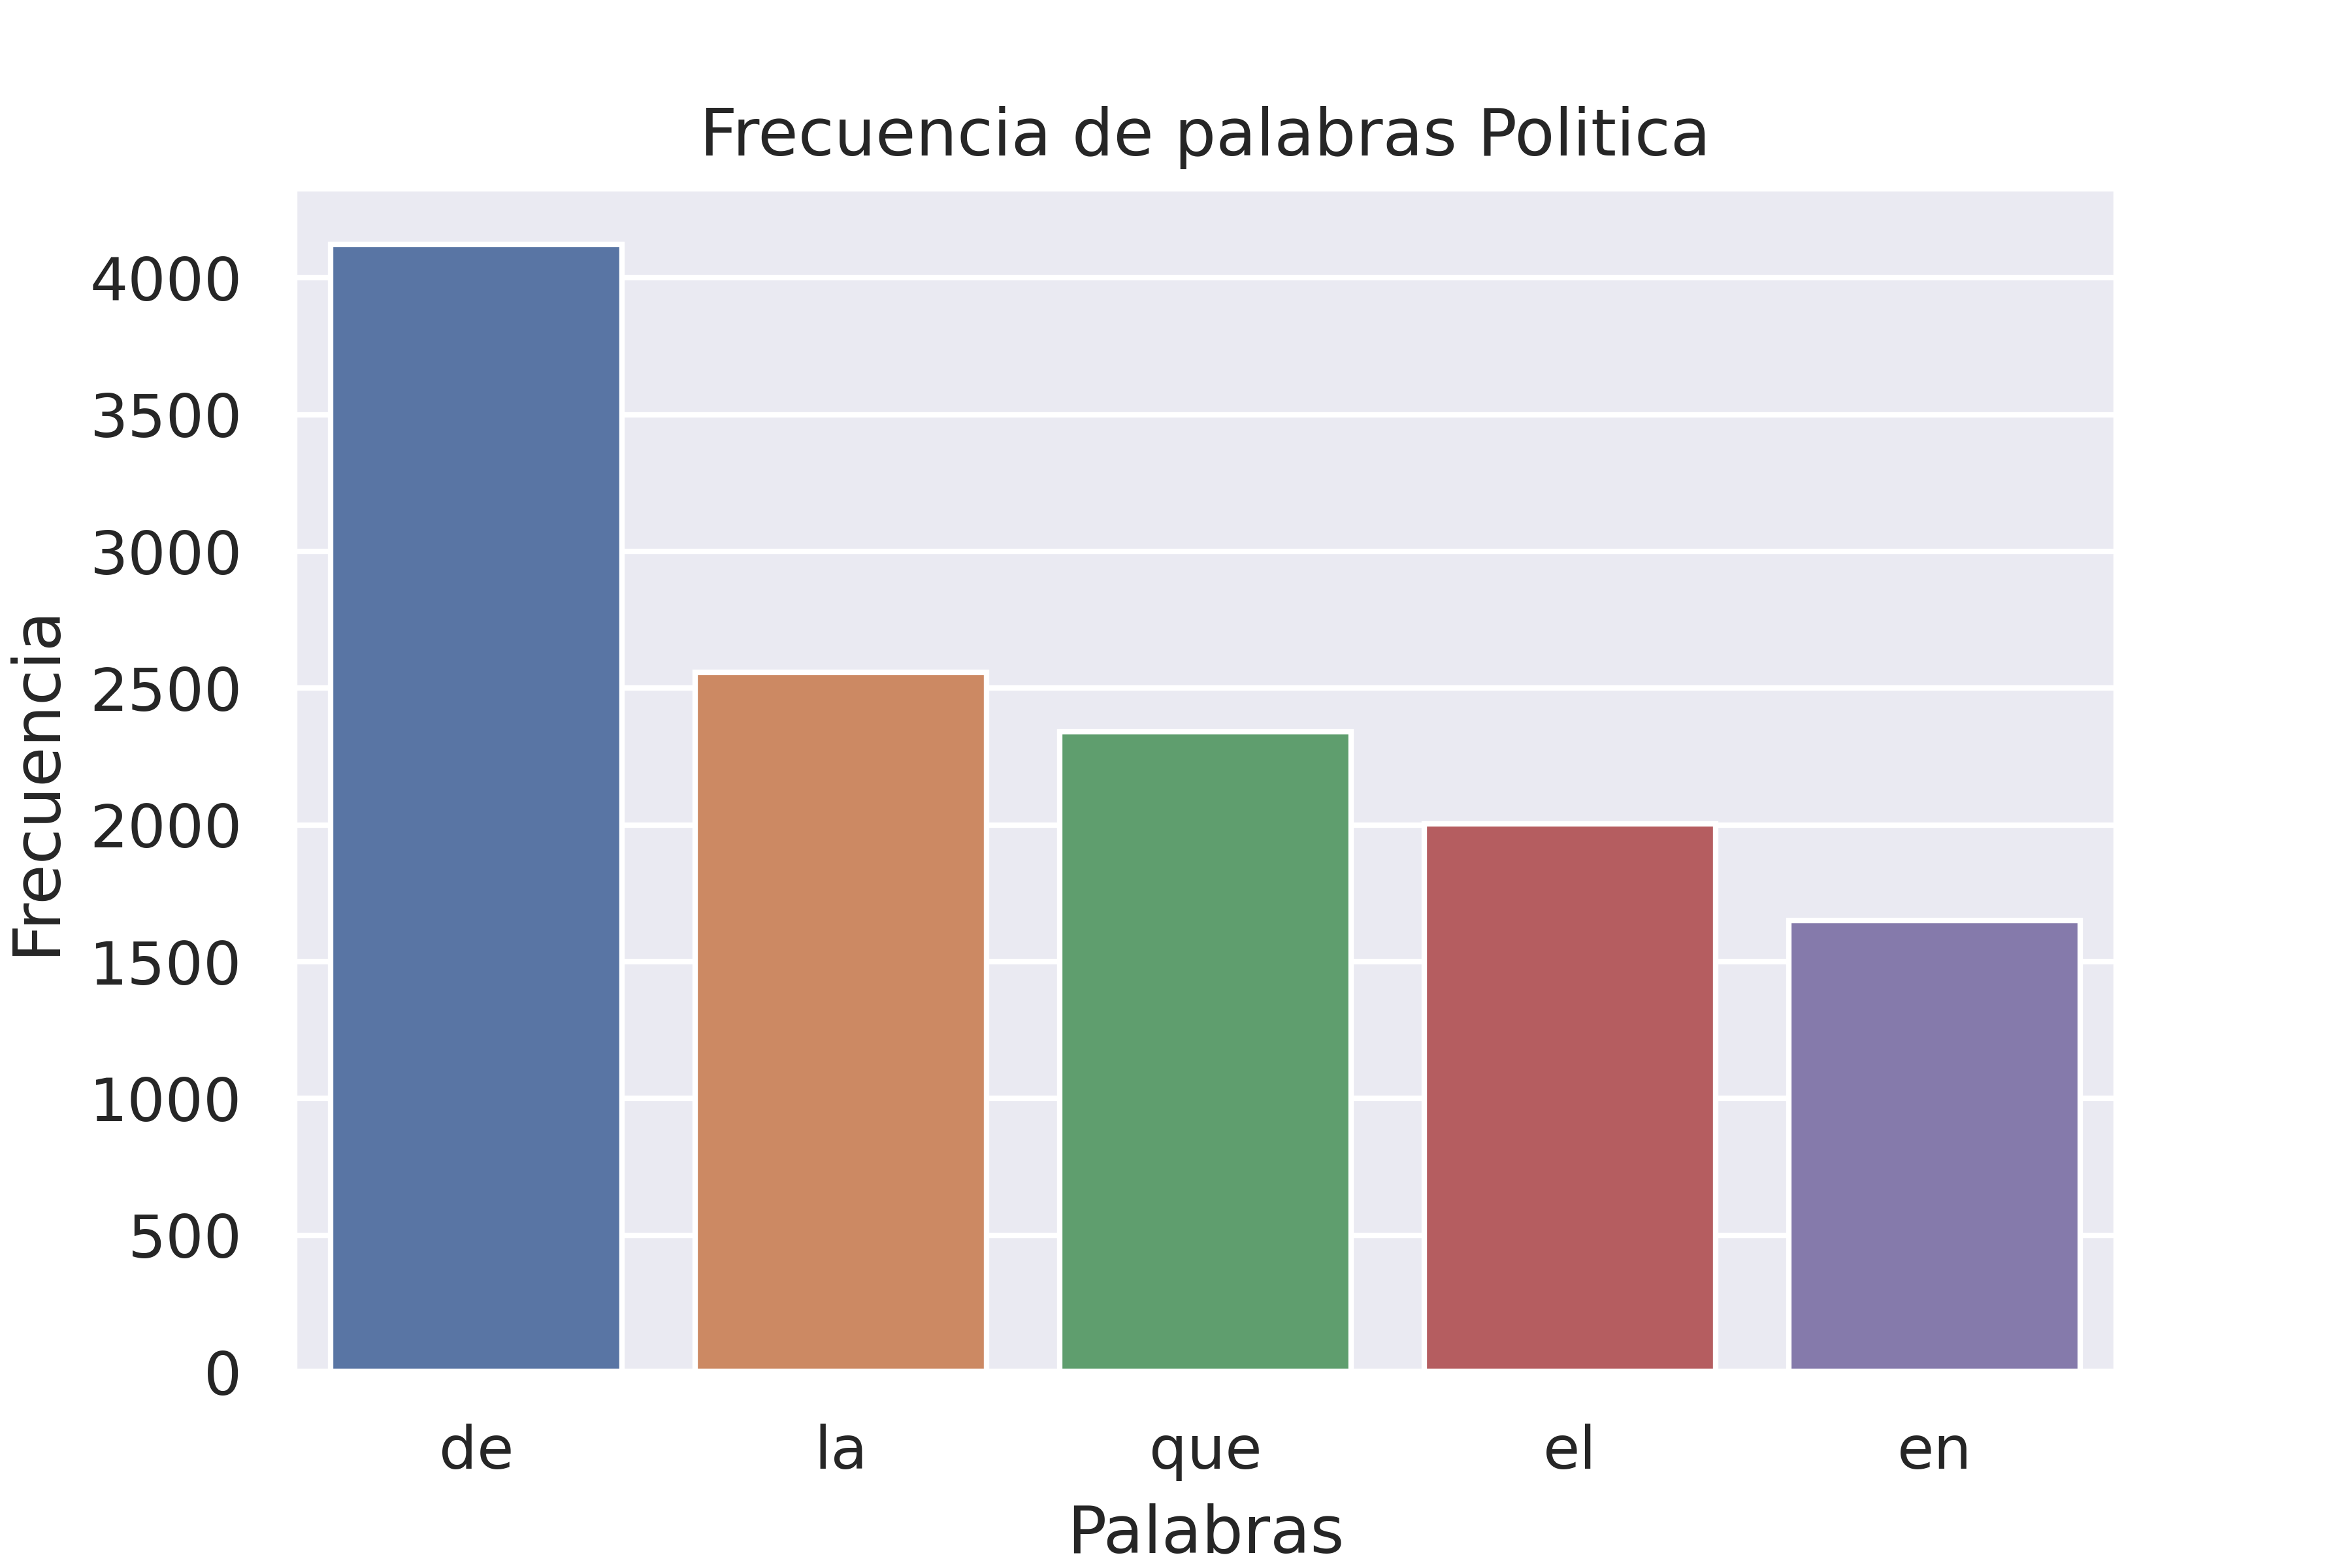 Frecuencia de palabras Politica
Frecuencia
4000
3500
3000
2500
2000
1500
1000
500
0
de la que el en
Palabras